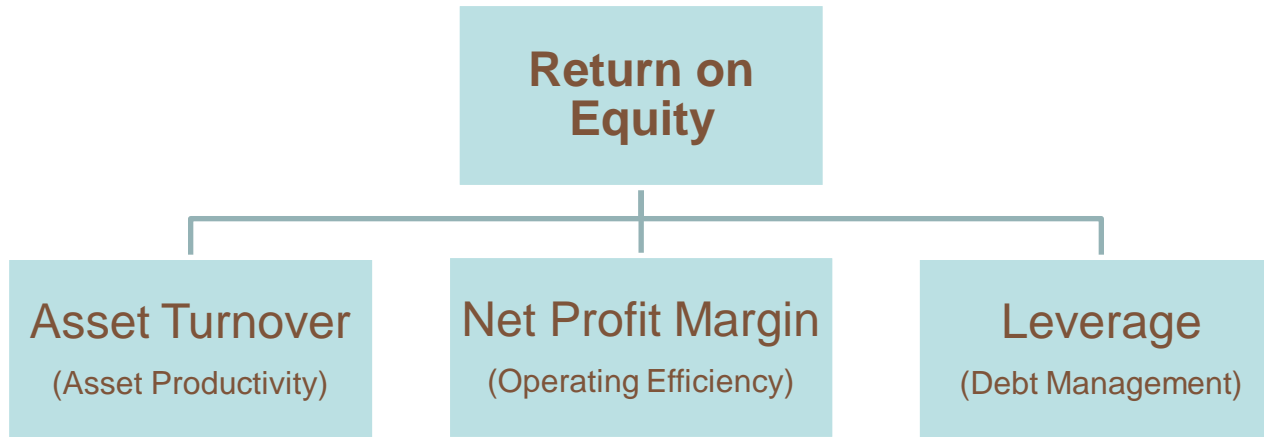 Return on
Equity
Asset Turnover
(Asset Productivity)
Net Profit Margin
(Operating Efficiency)
Leverage
(Debt Management)